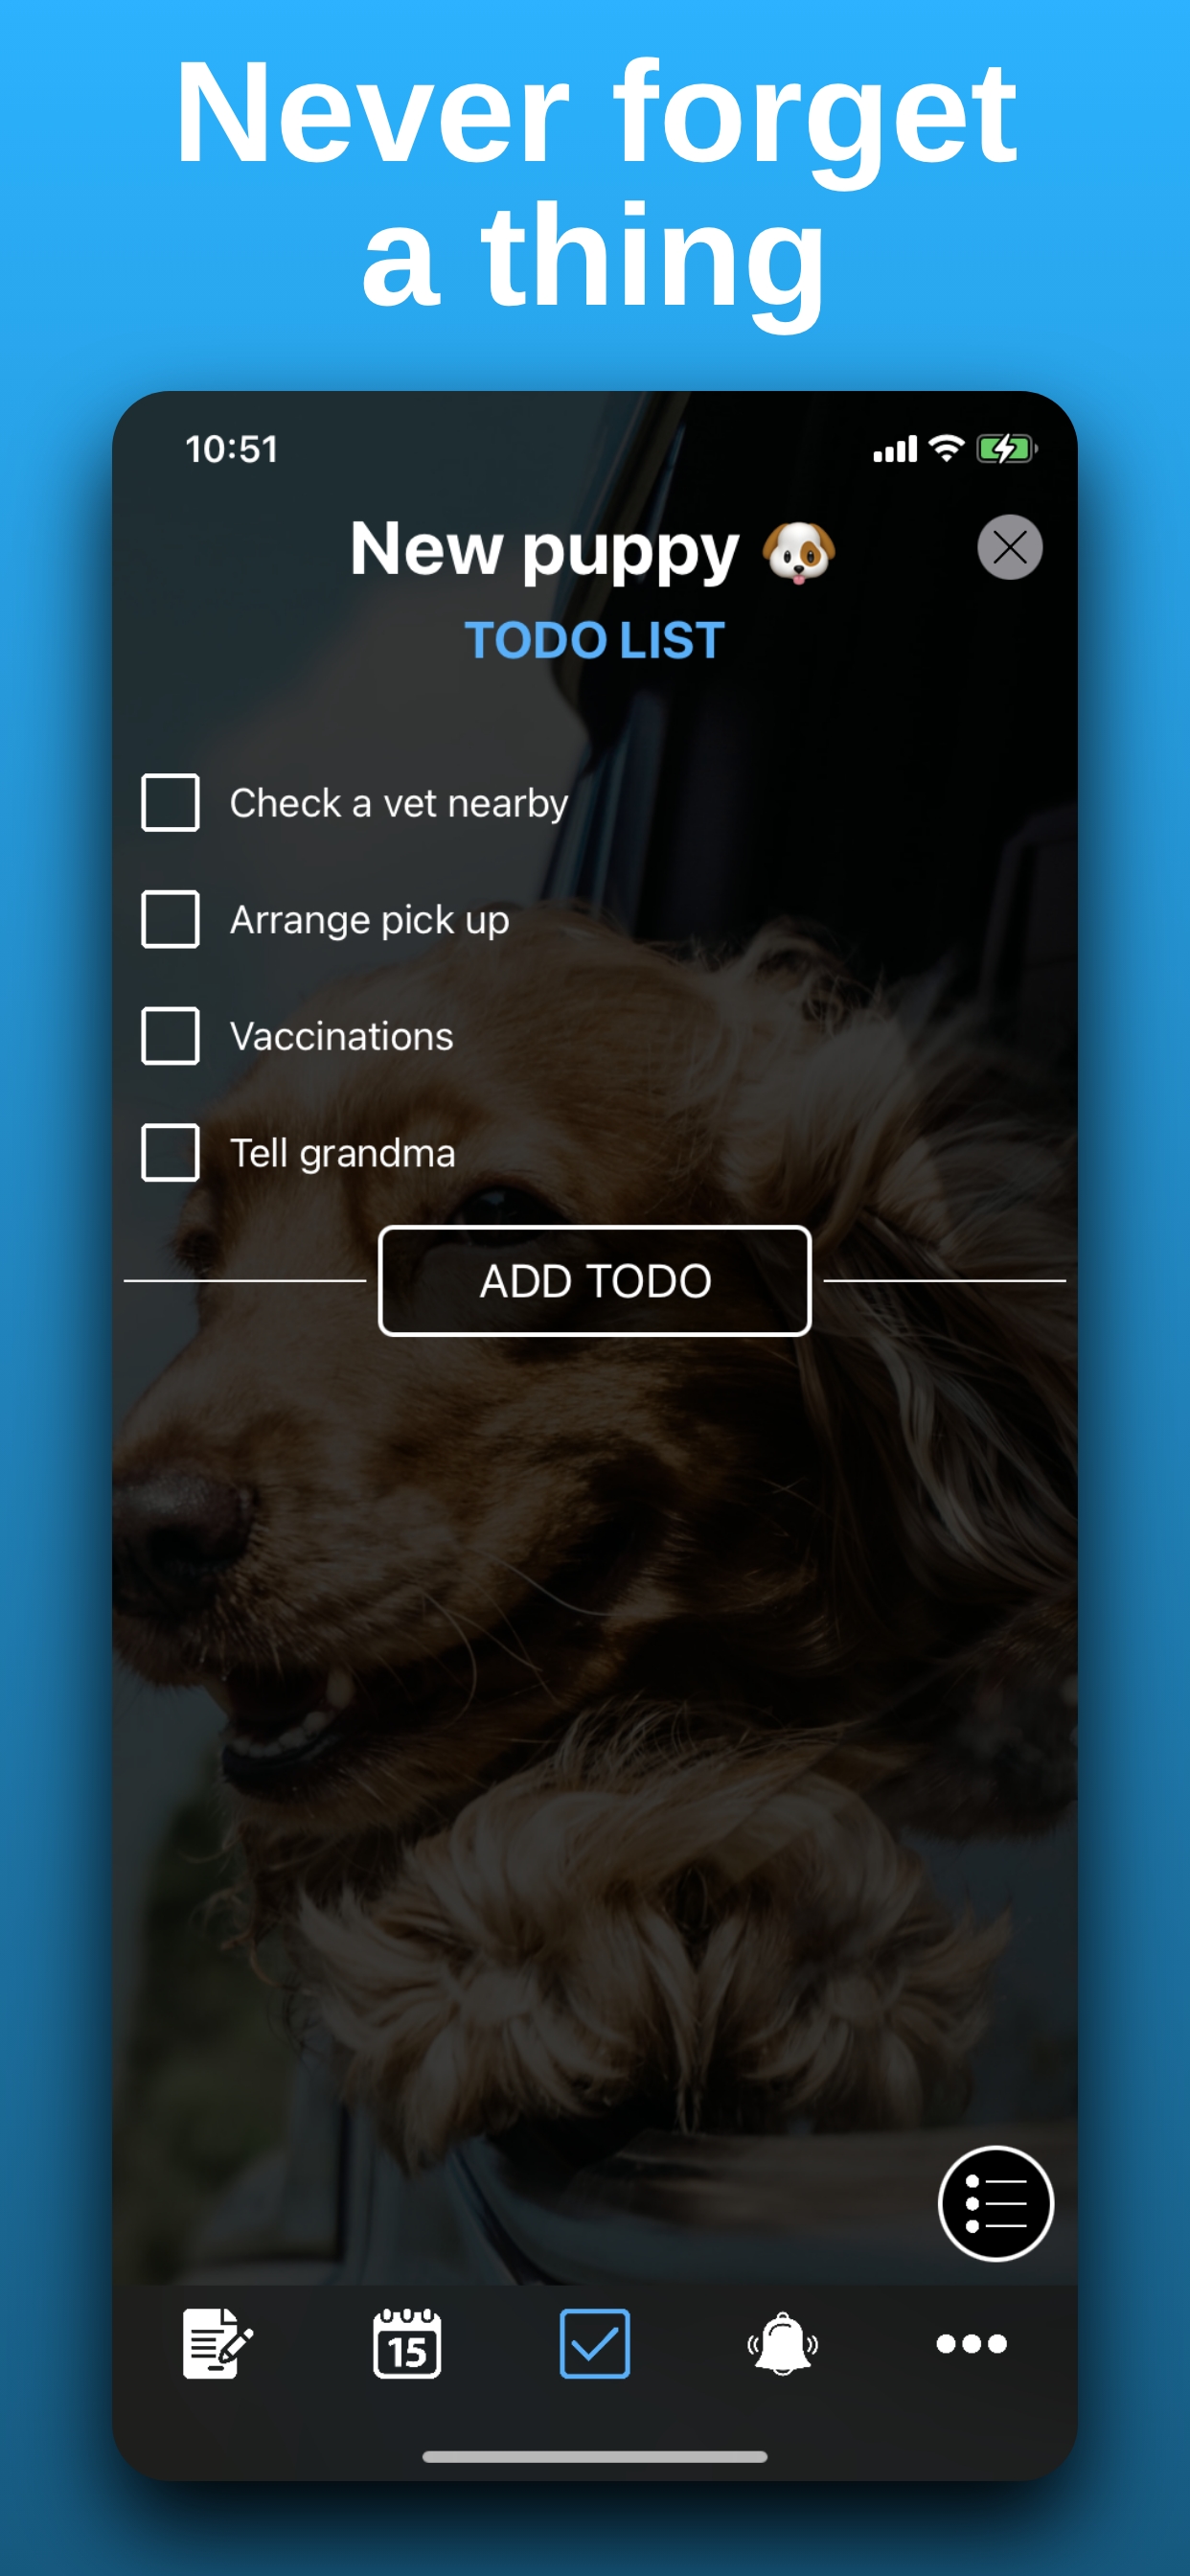 Never forget
a thing
10:51
New puppy 🐶
TODO LIST
Check a vet nearby
Arrange pick up
Vaccinations
Tell grandma
ADD TODO
15